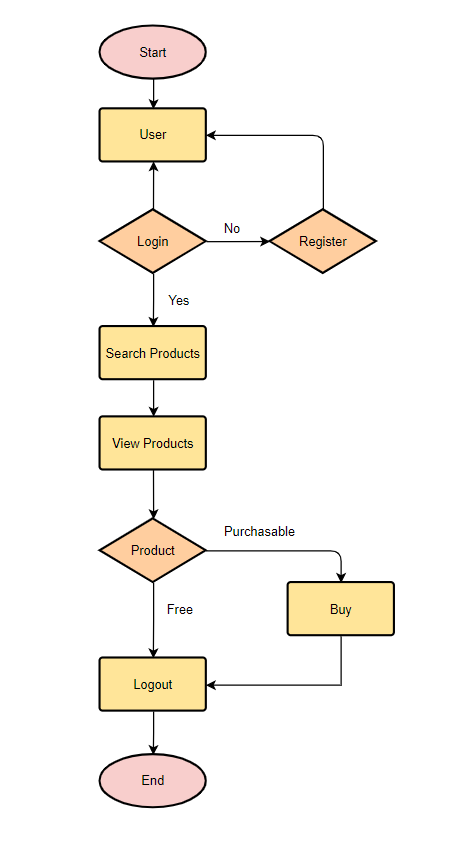 Start
User
Login
No
Register
Yes
Search Products
View Products
Purchasable
Product
Free
Buy
Logout
End